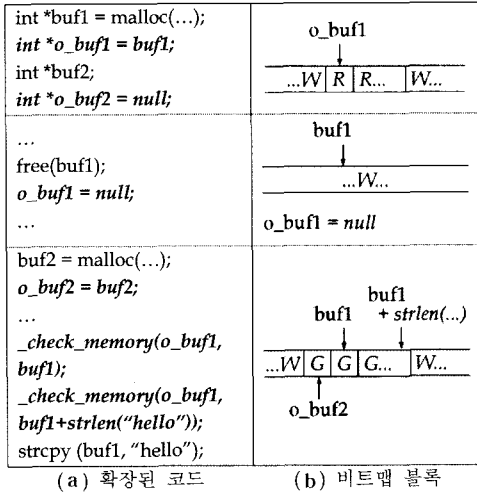 int *buf1 = malloc(…);
int *o_buf1 = buf1;
int *buf2;
int *o_buf2 = null;
o_buf1
...W R R... W...
…
free(buf1);
o_buf1 = null;
…
buf1
...W...
o_buf1 = null
buf2 = malloc(…);
o_buf2 = buf2;
…
_check_memory(o_buf1,
buf1);
_check_memory(o_buf1,
buf1+strlen("hello"));
strcpy (buf1, "hello");
buf1
buf1
+ strlen(...)
...W G G G... W...
o_buf2
(a) 확장된 코드
(b) 비트맵 블록